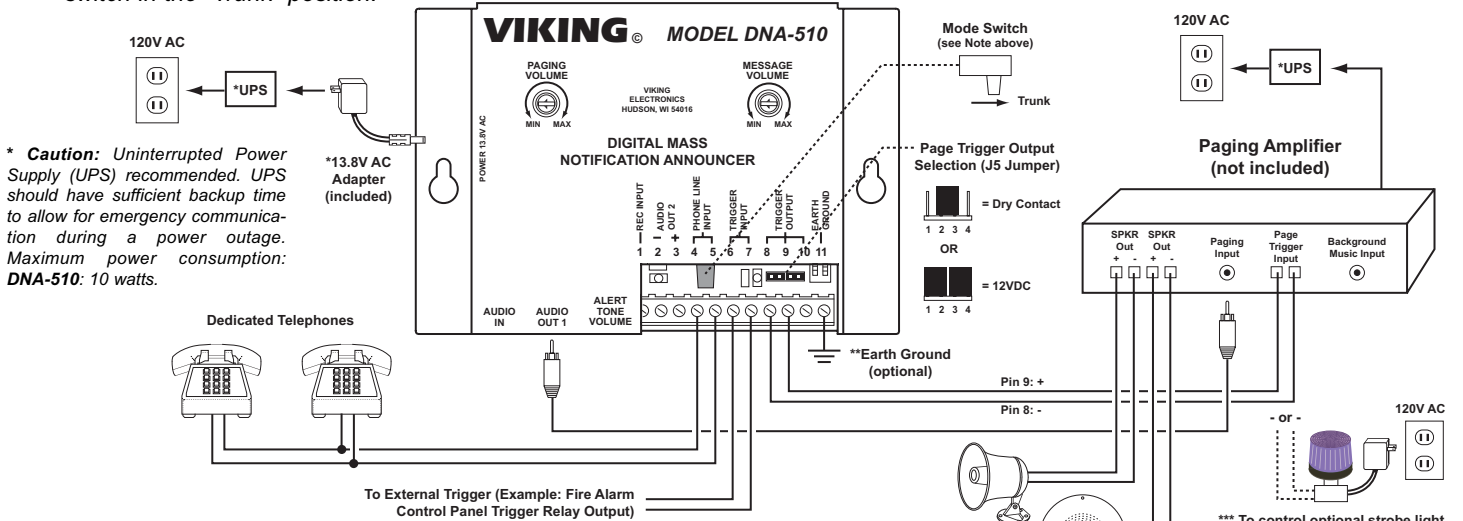 switch in the "Trunk" position.
120V AC
*UPS
*13.8V AC
Adapter
(included)
* Caution: Uninterrupted Power
Supply (UPS) recommended. UPS
should have sufficient backup time
to allow for emergency communica-
tion during a power outage.
Maximum power consumption:
DNA-510: 10 watts.
VIKING © MODEL DNA-510
PAGING
VOLUME
MIN MAX
VIKING
ELECTRONICS
HUDSON, WI 54016
MESSAGE
VOLUME
MIN MAX
DIGITAL MASS
NOTIFICATION ANNOUNCER
POWER 13.8V AC
REC INPUT
AUDIO
OUT 2
PHONE LINE
INPUT
TRIGGER
INPUT
TRIGGER
OUTPUT
EARTH
GROUND
- +
1 2 3 4 5 6 7 8 9 10 11
AUDIO
IN
AUDIO
OUT 1
ALERT
TONE
VOLUME
Mode Switch
(see Note above)
Trunk
Page Trigger Output
Selection (J5 Jumper)
= Dry Contact
1 2 3 4
OR
= 12VDC
1 2 3 4
120V AC
*UPS
Paging Amplifier
(not included)
SPKR
Out
+ -
SPKR
Out
+ -
Paging
Input
Page
Trigger
Input
Background
Music Input
**Earth Ground
(optional)
Pin 9: +
Pin 8: -
Dedicated Telephones
To External Trigger (Example: Fire Alarm
Control Panel Trigger Relay Output)
- or -
120V AC
*** To control optional strobe light